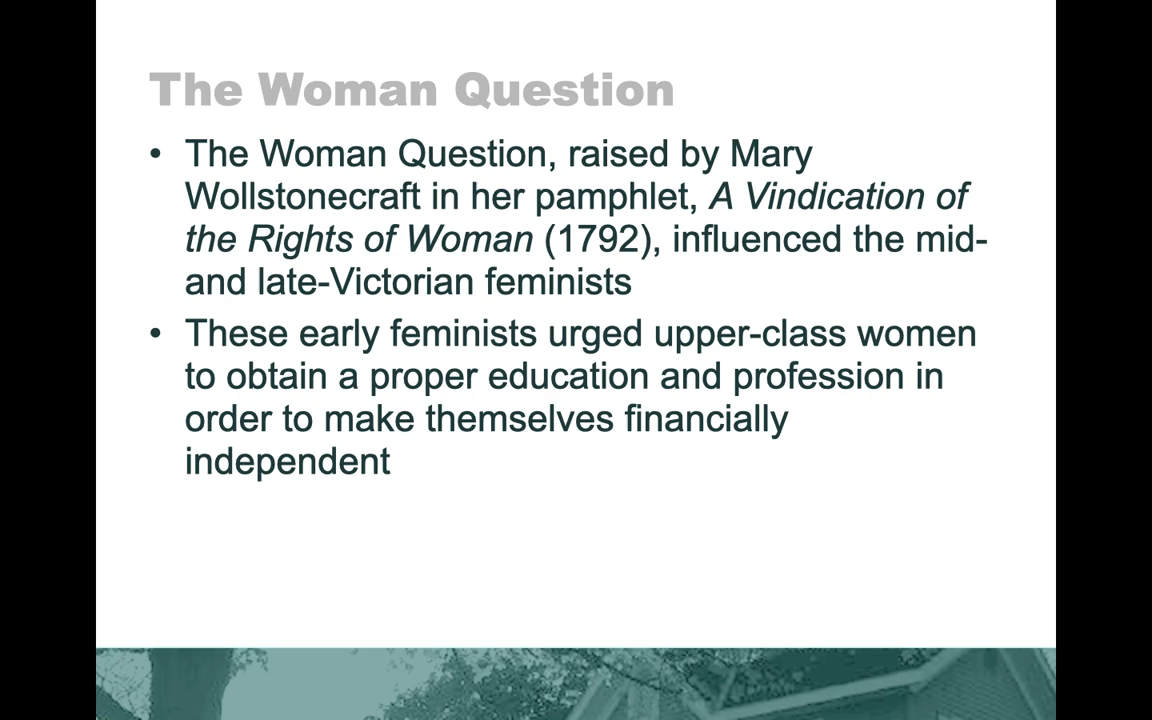 The Woman Question
• The Woman Question, raised by Mary
Wollstonecraft in her pamphlet, A Vindication of
the Rights of Woman (1792), influenced the mid-
and late-Victorian feminists
• These early feminists urged upper-class women
to obtain a proper education and profession in
order to make themselves financially
independent